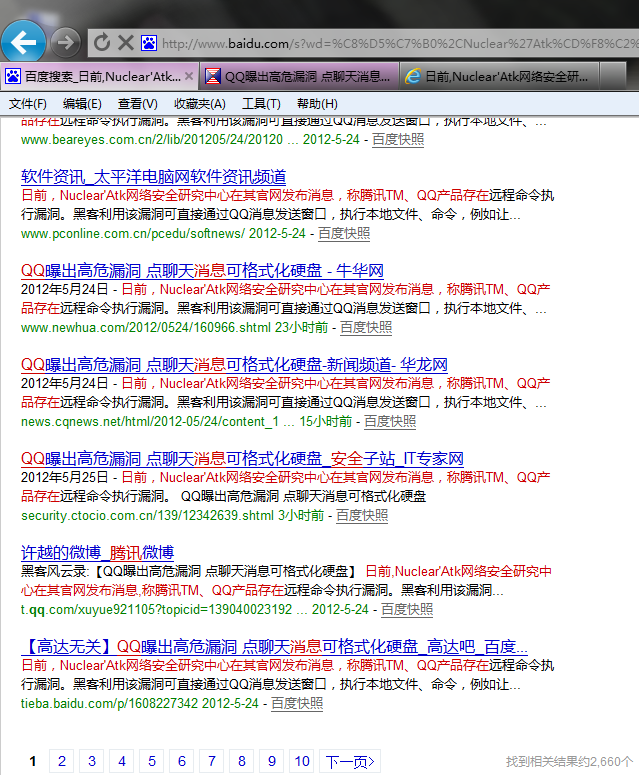 http://www.baidu.com/s?wd=%C8%D5%C7%B0%2CNuclear%27Atk%CD%F8%C2%
百度搜索_日前,Nuclear'Atk...
QQ曝出高危漏洞 点聊天消息...
日前,Nuclear'Atk网络安全研...
文件(F) 编辑(E) 查看(V) 收藏夹(A) 工具(T) 帮助(H)
品存在远程命令执行漏洞。黑客利用该漏洞可直接通过QQ消息发送窗口，执行本地文件、...
www.beareyes.com.cn/2/lib/201205/24/20120 ... 2012-5-24 - 百度快照
软件资讯_太平洋电脑网软件资讯频道
日前，Nuclear'Atk网络安全研究中心在其官网发布消息，称腾讯TM、QQ产品存在远程命令执
行漏洞。黑客利用该漏洞可直接通过QQ消息发送窗口，执行本地文件、命令，例如让...
www.pconline.com.cn/pcedu/softnews/ 2012-5-24 - 百度快照
QQ曝出高危漏洞 点聊天消息可格式化硬盘 - 牛华网
2012年5月24日 - 日前，Nuclear'Atk网络安全研究中心在其官网发布消息，称腾讯TM、QQ产
品存在远程命令执行漏洞。黑客利用该漏洞可直接通过QQ消息发送窗口，执行本地文件、...
www.newhua.com/2012/0524/160966.shtml 23小时前 - 百度快照
QQ曝出高危漏洞 点聊天消息可格式化硬盘-新闻频道- 华龙网
2012年5月24日 - 日前，Nuclear'Atk网络安全研究中心在其官网发布消息，称腾讯TM、QQ产
品存在远程命令执行漏洞。黑客利用该漏洞可直接通过QQ消息发送窗口，执行本地文件、...
news.cqnews.net/html/2012-05/24/content_1 ... 15小时前 - 百度快照
QQ曝出高危漏洞 点聊天消息可格式化硬盘_安全子站_IT专家网
2012年5月25日 - 日前，Nuclear'Atk网络安全研究中心在其官网发布消息，称腾讯TM、QQ产
品存在远程命令执行漏洞。 QQ曝出高危漏洞 点聊天消息可格式化硬盘
security.ctocio.com.cn/139/12342639.shtml 3小时前 - 百度快照
许越的微博_腾讯微博
黑客风云录:【QQ曝出高危漏洞 点聊天消息可格式化硬盘】 日前,Nuclear'Atk网络安全研究中
心在其官网发布消息,称腾讯TM、QQ产品存在远程命令执行漏洞。黑客利用该漏洞...
t.qq.com/xuyue921105?topicid=139040023192 ... 2012-5-24 - 百度快照
【高达无关】QQ曝出高危漏洞 点聊天消息可格式化硬盘_高达吧_百度...
日前，Nuclear'Atk网络安全研究中心在其官网发布消息，称腾讯TM、QQ产品存在远程命令执
行漏洞。黑客利用该漏洞可直接通过QQ消息发送窗口，执行本地文件、命令，例如让...
tieba.baidu.com/p/1608227342 2012-5-24 - 百度快照
1 2 3 4 5 6 7 8 9 10 下一页> 找到相关结果约2,660个